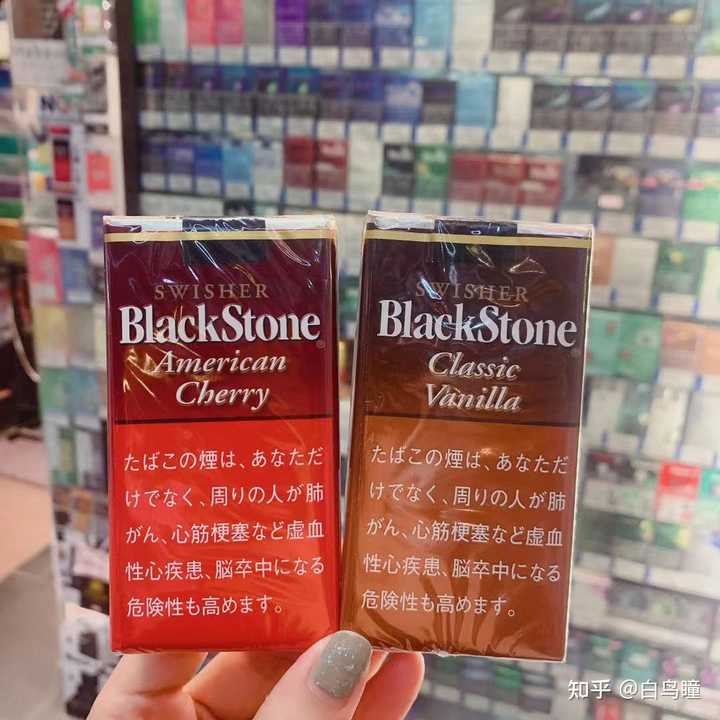 SWISHER
BlackStone
American
Cherry
たばこの煙は、あなただ
けでなく、周りの人が肺
がん、心筋梗塞など虚血
性心疾患、脳卒中になる
危険性も高めます。
SWISHER
BlackStone
Classic
Vanilla
たばこの煙は、あなただ
けでなく、周りの人が肺
がん、心筋梗塞など虚血
性心疾患、脳卒中になる
危険性も高めます。
知乎 @白鸟瞳